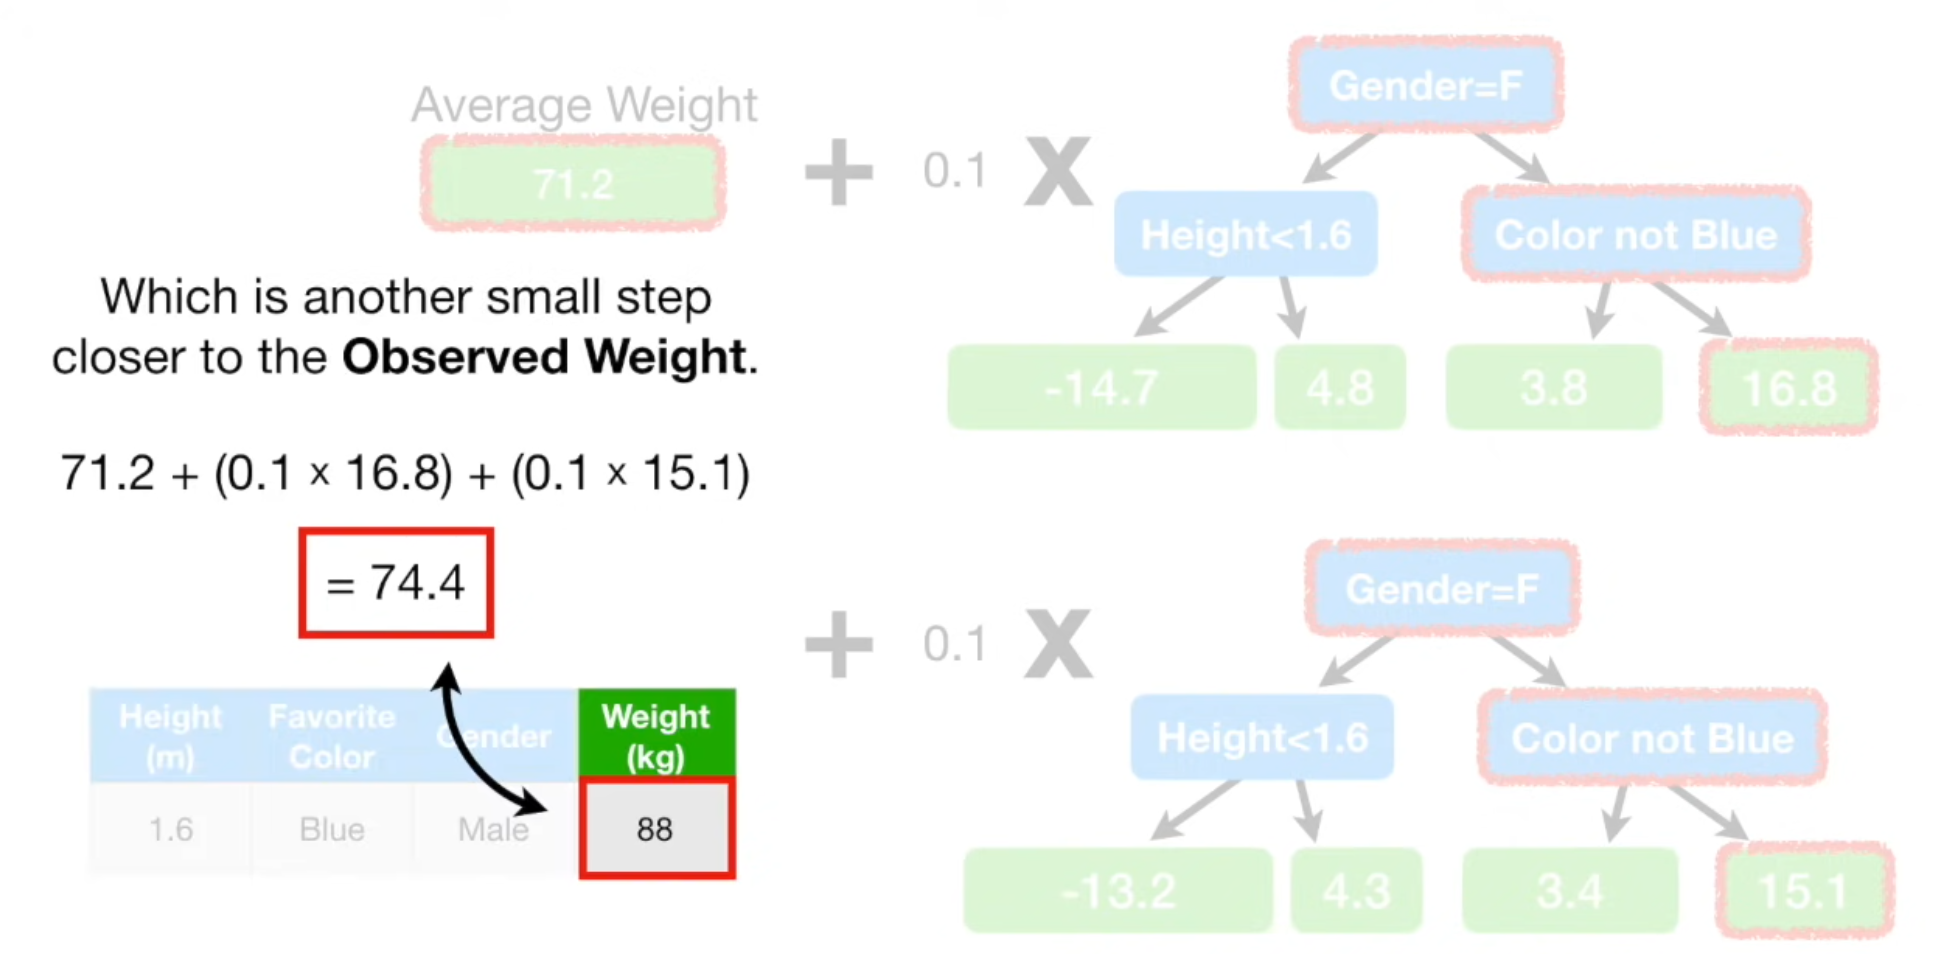 Average Weight
71.2
+ 0.1 X
Gender=F
Height<1.6
Color not Blue
-14.7
4.8
3.8
16.8
Which is another small step
closer to the Observed Weight.
71.2 + (0.1 × 16.8) + (0.1 × 15.1)
= 74.4
+ 0.1 X
Gender=F
Height<1.6
Color not Blue
-13.2
4.3
3.4
15.1
Height
(m)
Favorite
Color
Gender
Weight
(kg)
1.6
Blue
Male
88